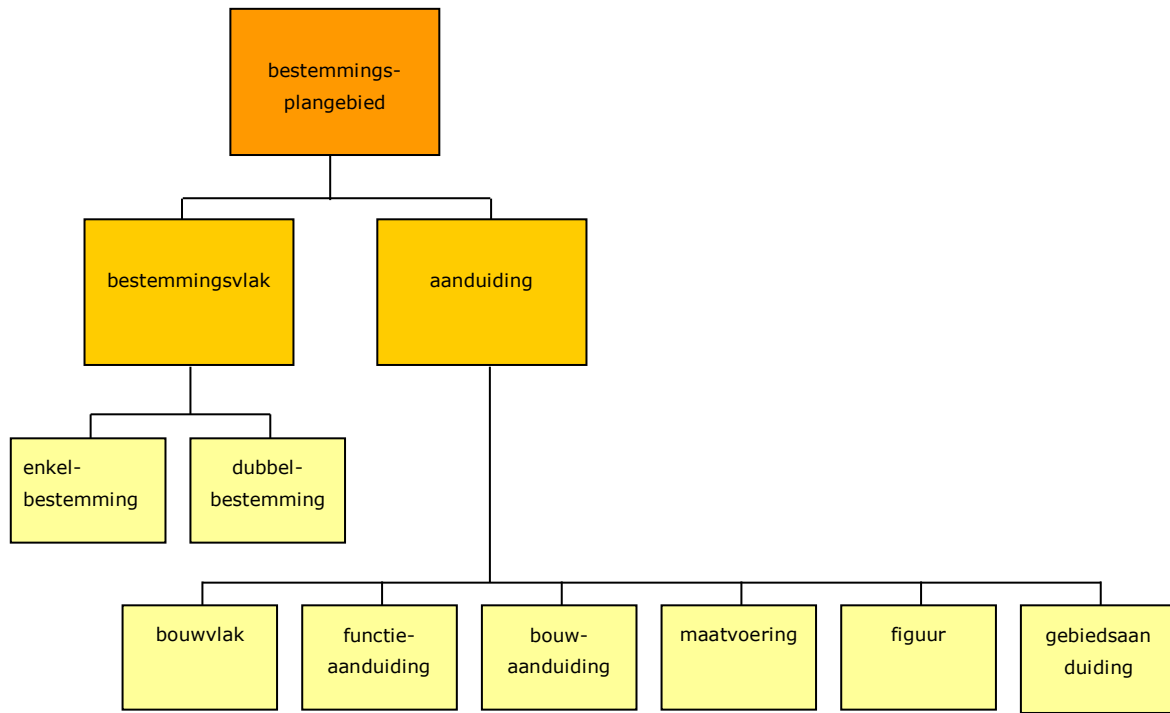 bestemmings-
plangebied
bestemmingsvlak
aanduiding
enkel-
bestemming
dubbel-
bestemming
bouwvlak
functie-
aanduiding
bouw-
aanduiding
maatvoering
figuur
gebiedsaan
duiding